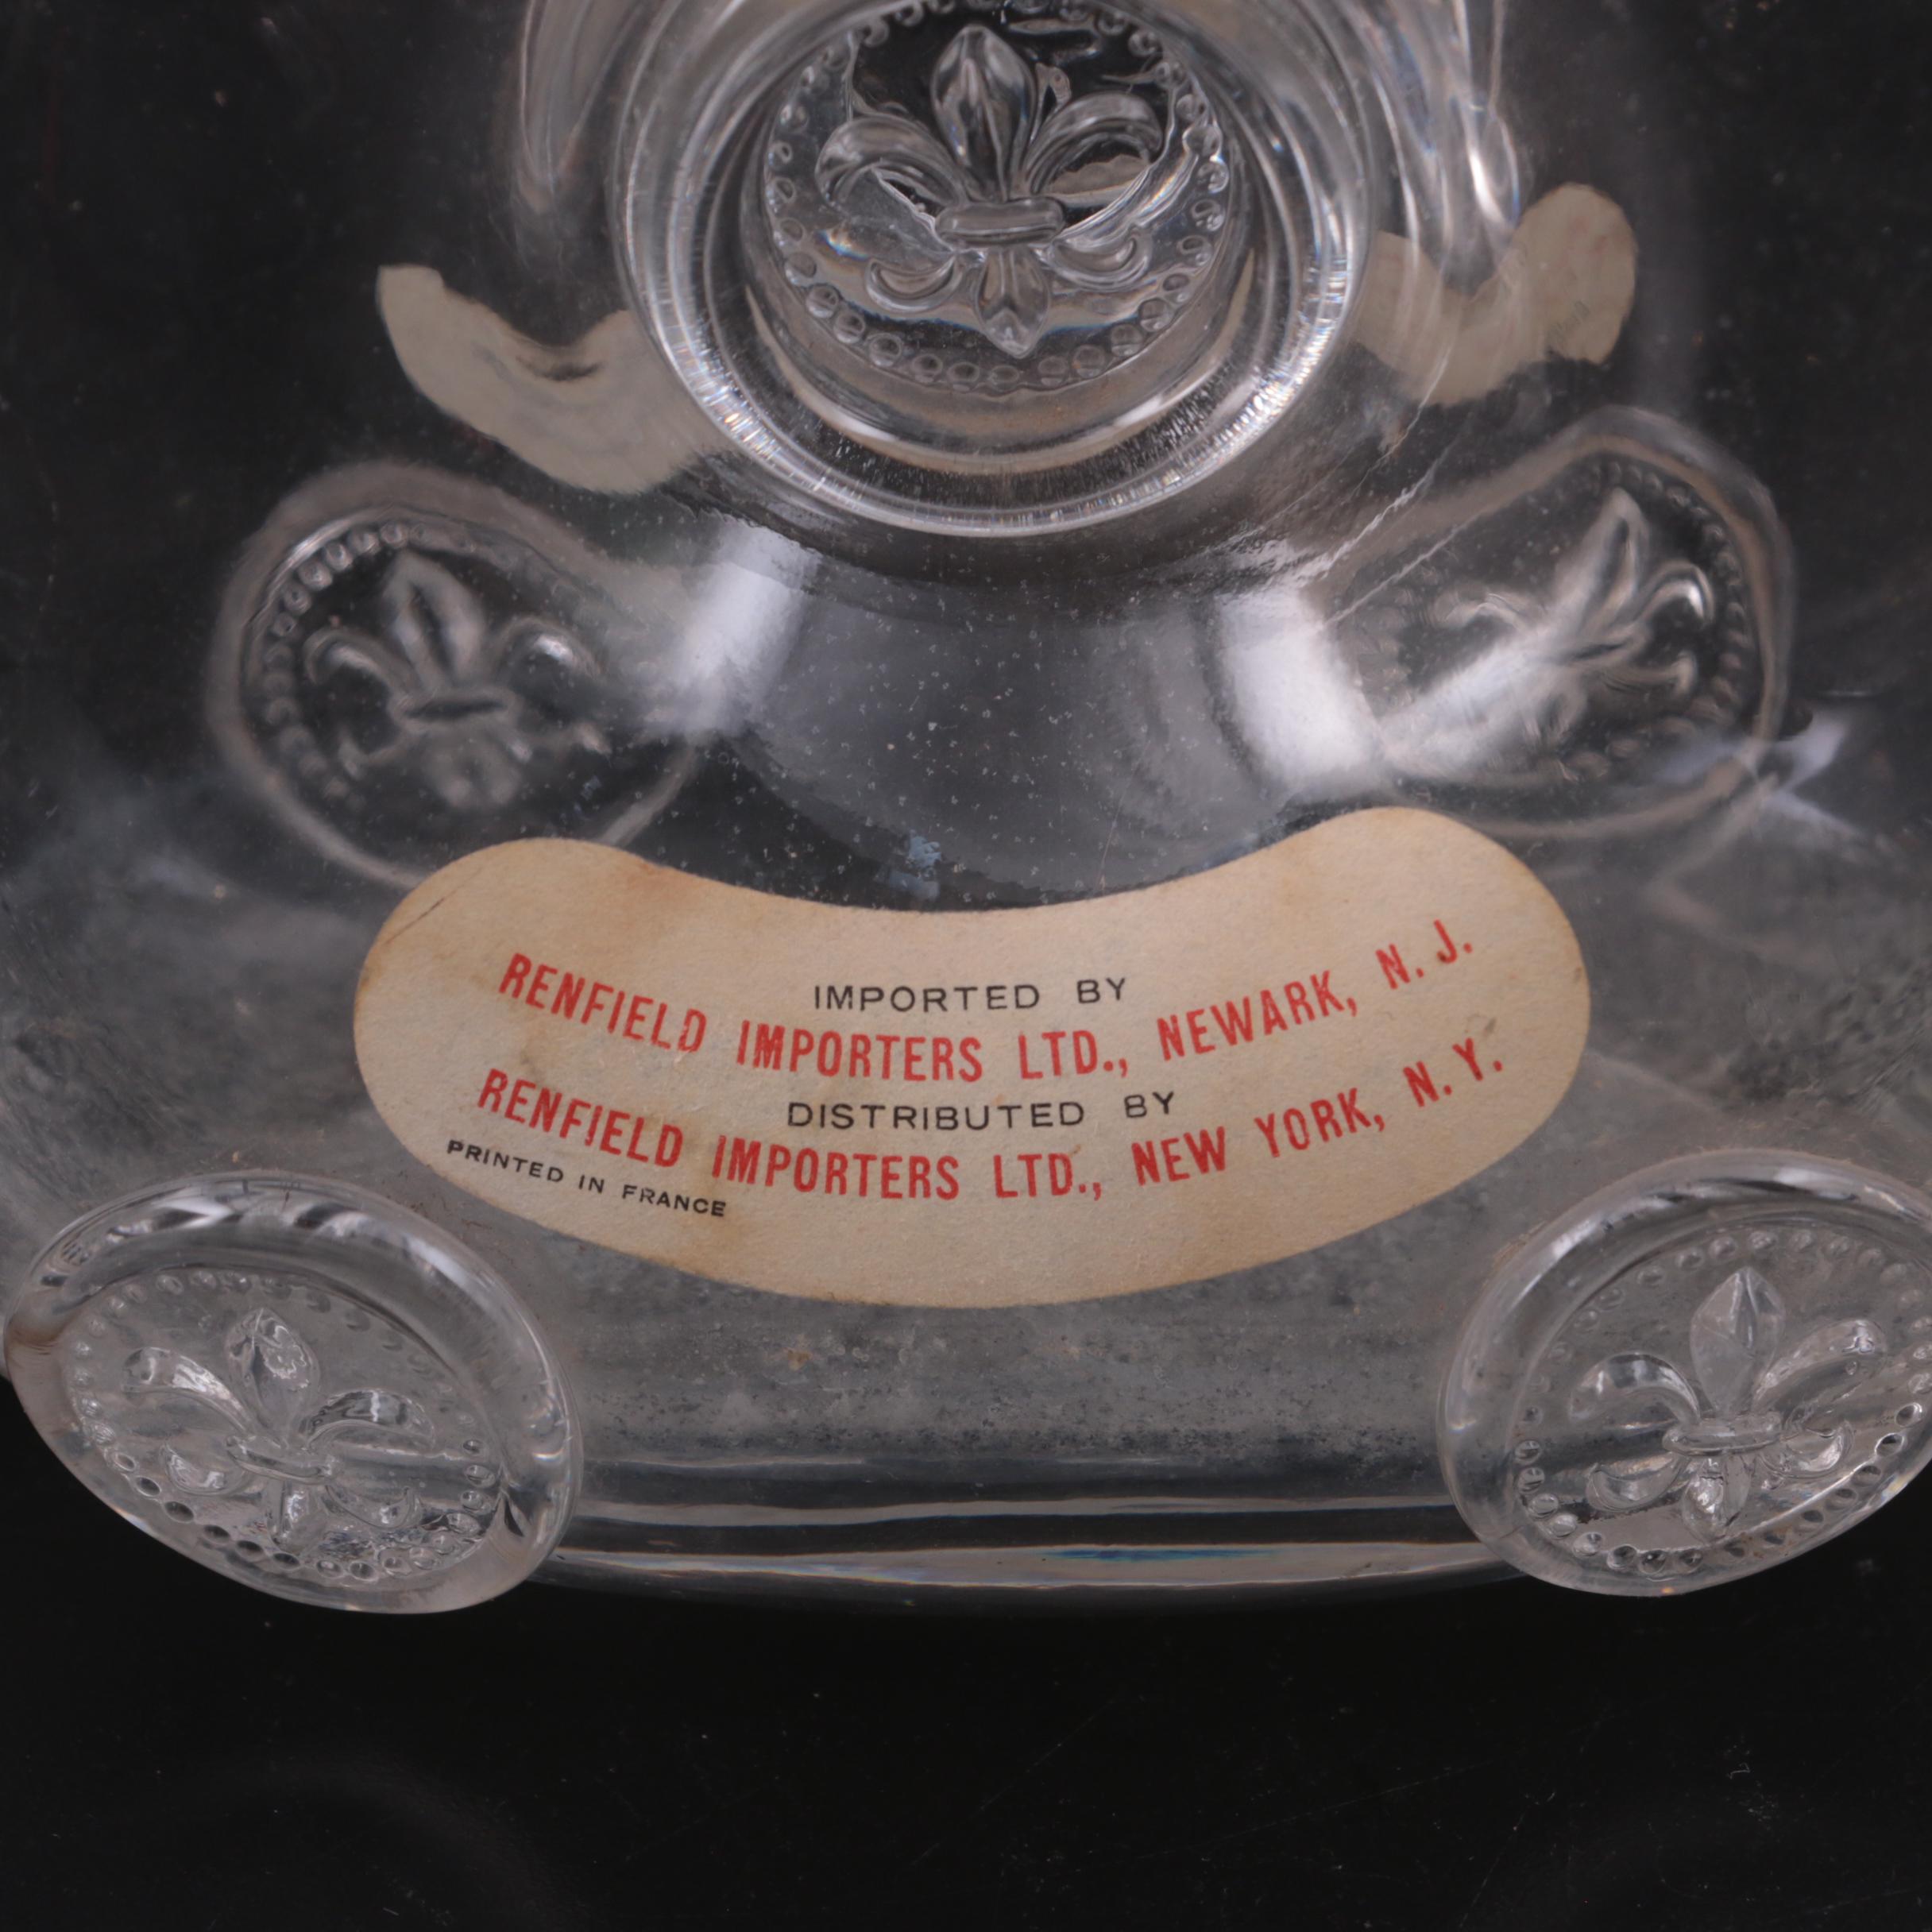 IMPORTED BY
RENFIELD IMPORTERS LTD., NEWARK, N.J.
DISTRIBUTED BY
RENFIELD IMPORTERS LTD., NEW YORK, N.Y.
PRINTED IN FRANCE